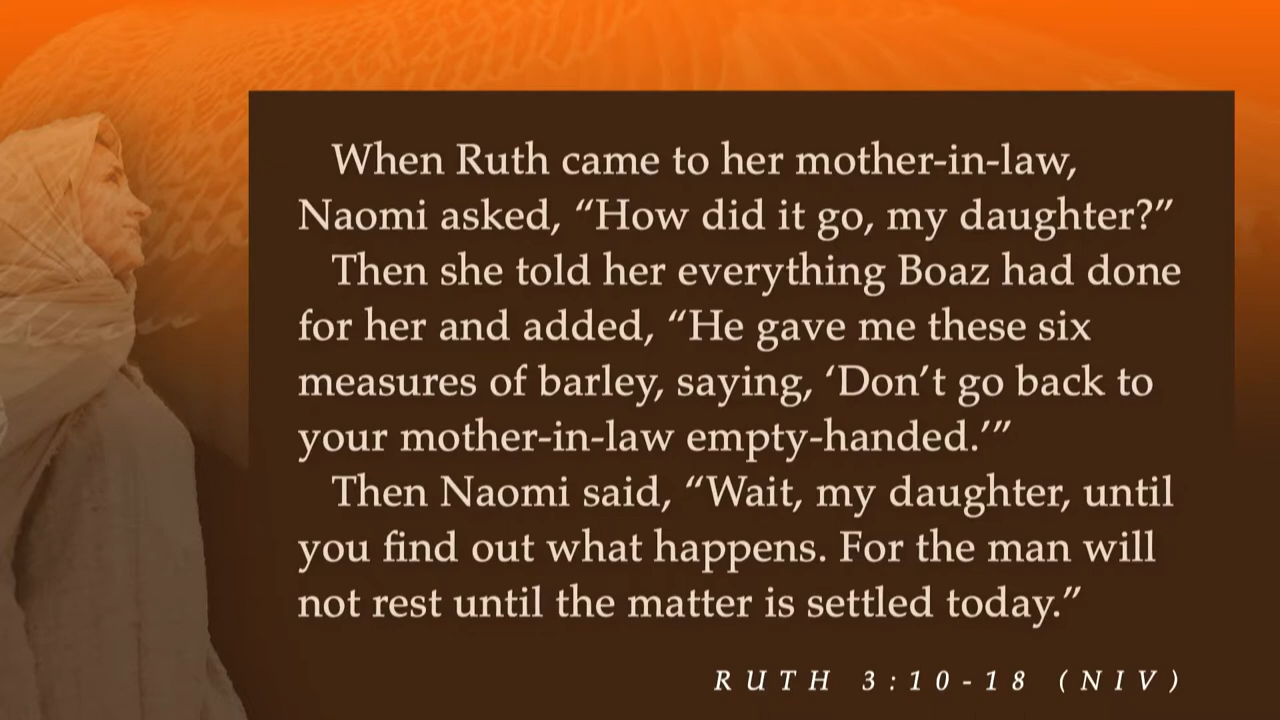 When Ruth came to her mother-in-law,
Naomi asked, “How did it go, my daughter?”
Then she told her everything Boaz had done
for her and added, “He gave me these six
measures of barley, saying, ‘Don’t go back to
your mother-in-law empty-handed.’”
Then Naomi said, “Wait, my daughter, until
you find out what happens. For the man will
not rest until the matter is settled today.”
RUTH 3:10-18 (NIV)